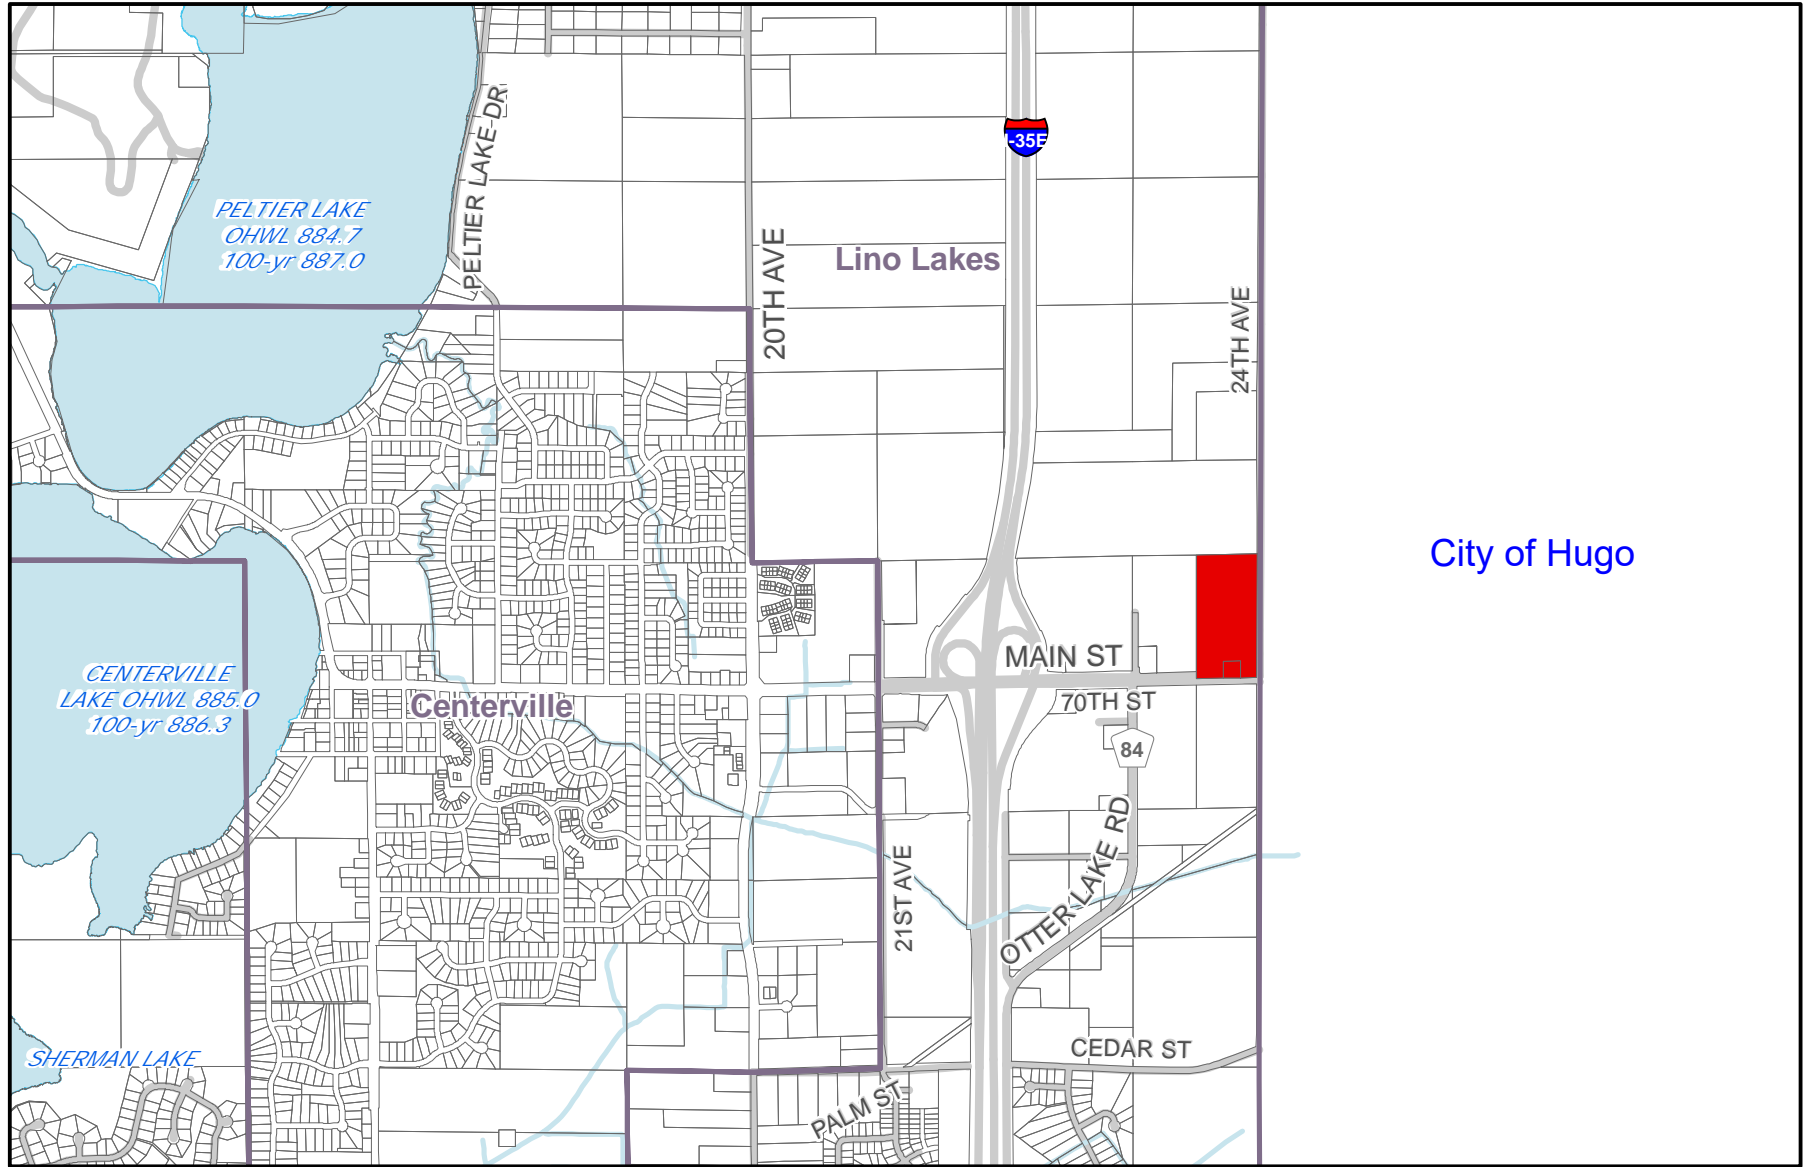 I-35E
PELTIER LAKE DR
PELTIER LAKE
OHWL 884.7
100-yr 887.0
20TH AVE
Lino Lakes
24TH AVE
City of Hugo
MAIN ST
70TH ST
84
CENTERVILLE
LAKE OHWL 885.0
100-yr 886.3
Centerville
OTTER LAKE RD
21ST AVE
SHERMAN LAKE
CEDAR ST
PALM ST